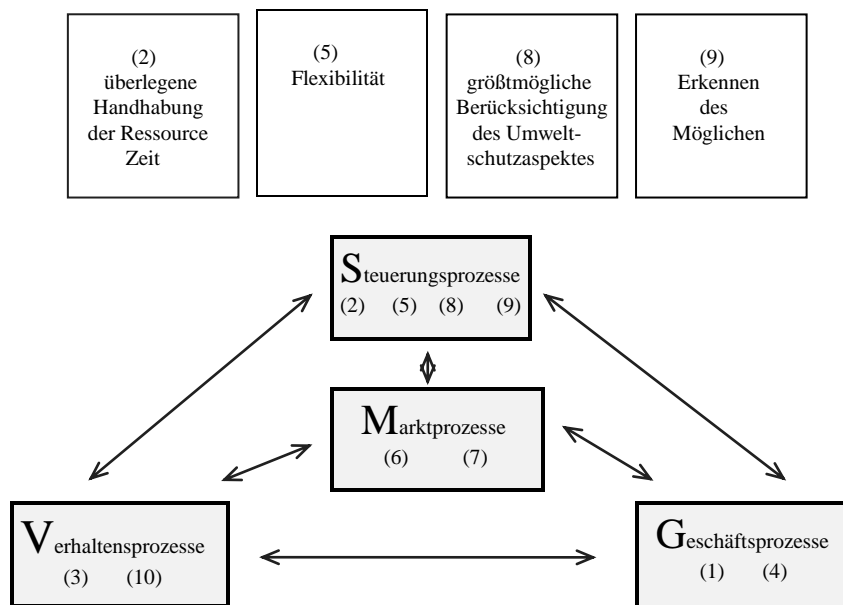 (2)
überlegene
Handhabung
der Ressource
Zeit
(5)
Flexibilität
(8)
größtmögliche
Berücksichtigung
des Umwelt-
schutzaspektes
(9)
Erkennen
des
Möglichen
Steuerungsprozesse
(2) (5) (8) (9)
Marktprozesse
(6) (7)
Verhaltensprozesse
(3) (10)
Geschäftsprozesse
(1) (4)